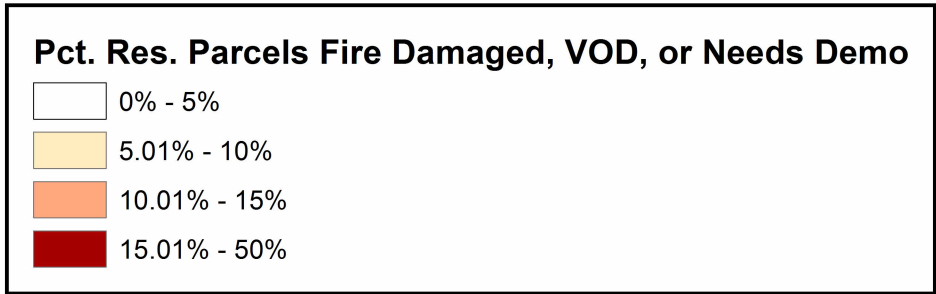 Pct. Res. Parcels Fire Damaged, VOD, or Needs Demo
0% - 5%
5.01% - 10%
10.01% - 15%
15.01% - 50%